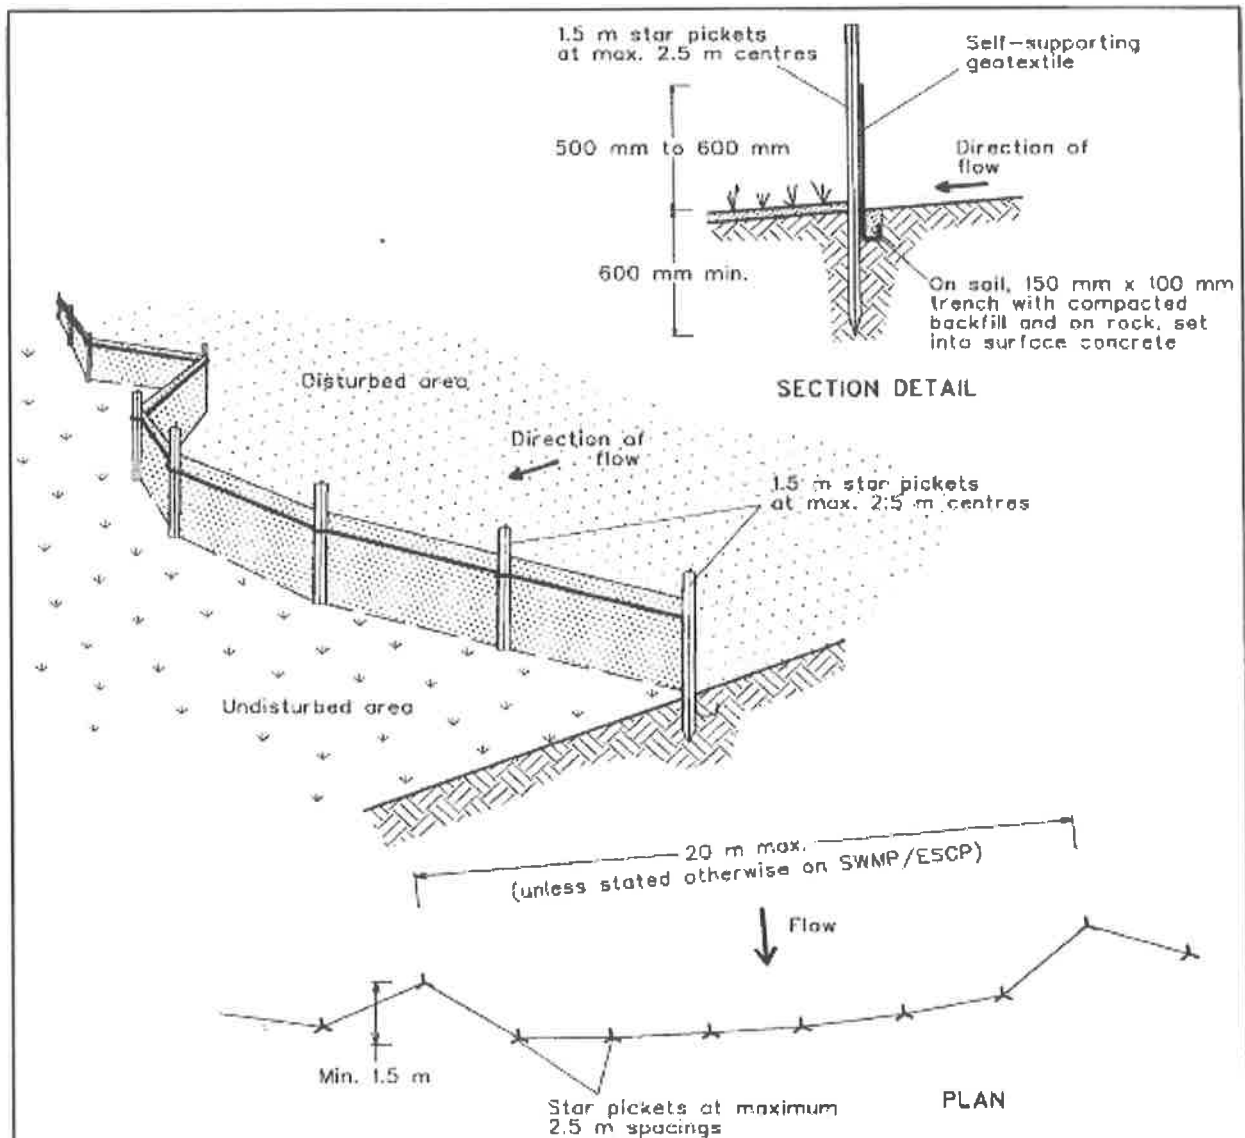 1.5 m star pickets
at max. 2.5 m centres
Self-supporting
geotextile
500 mm to 600 mm
Direction of
flow
600 mm min.
On soil, 150 mm x 100 mm
trench with compacted
backfill and on rock, set
into surface concrete
SECTION DETAIL
Disturbed area
Direction of
flow
1.5 m star pickets
at max. 2.5 m centres
Undisturbed area
20 m max.
(unless stated otherwise on SWMP/ESCP)
Flow
Min. 1.5 m
Star pickets at maximum
2.5 m spacings
PLAN